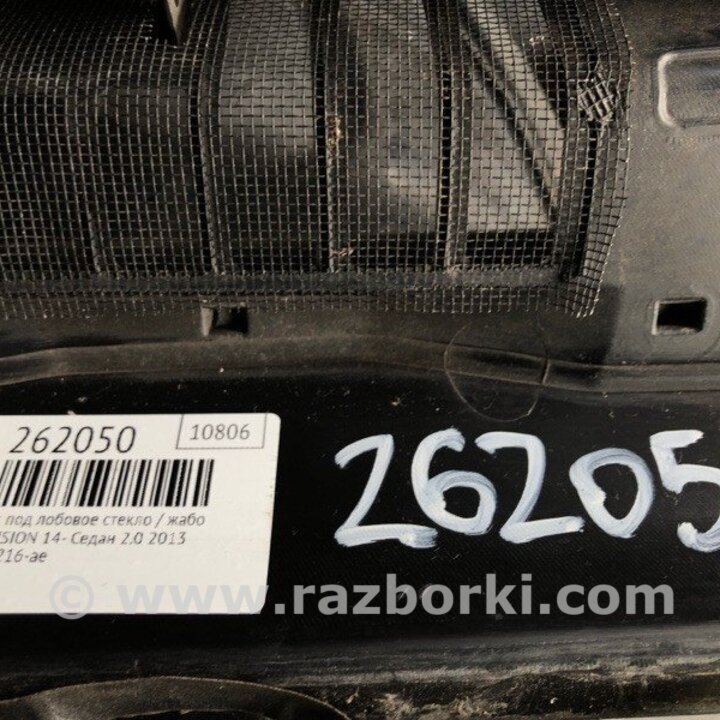 262050
10806
под лобовое стекло / жабо
SION 14- Седан 2.0 2013
216-ae
26205
© www.razborki.com